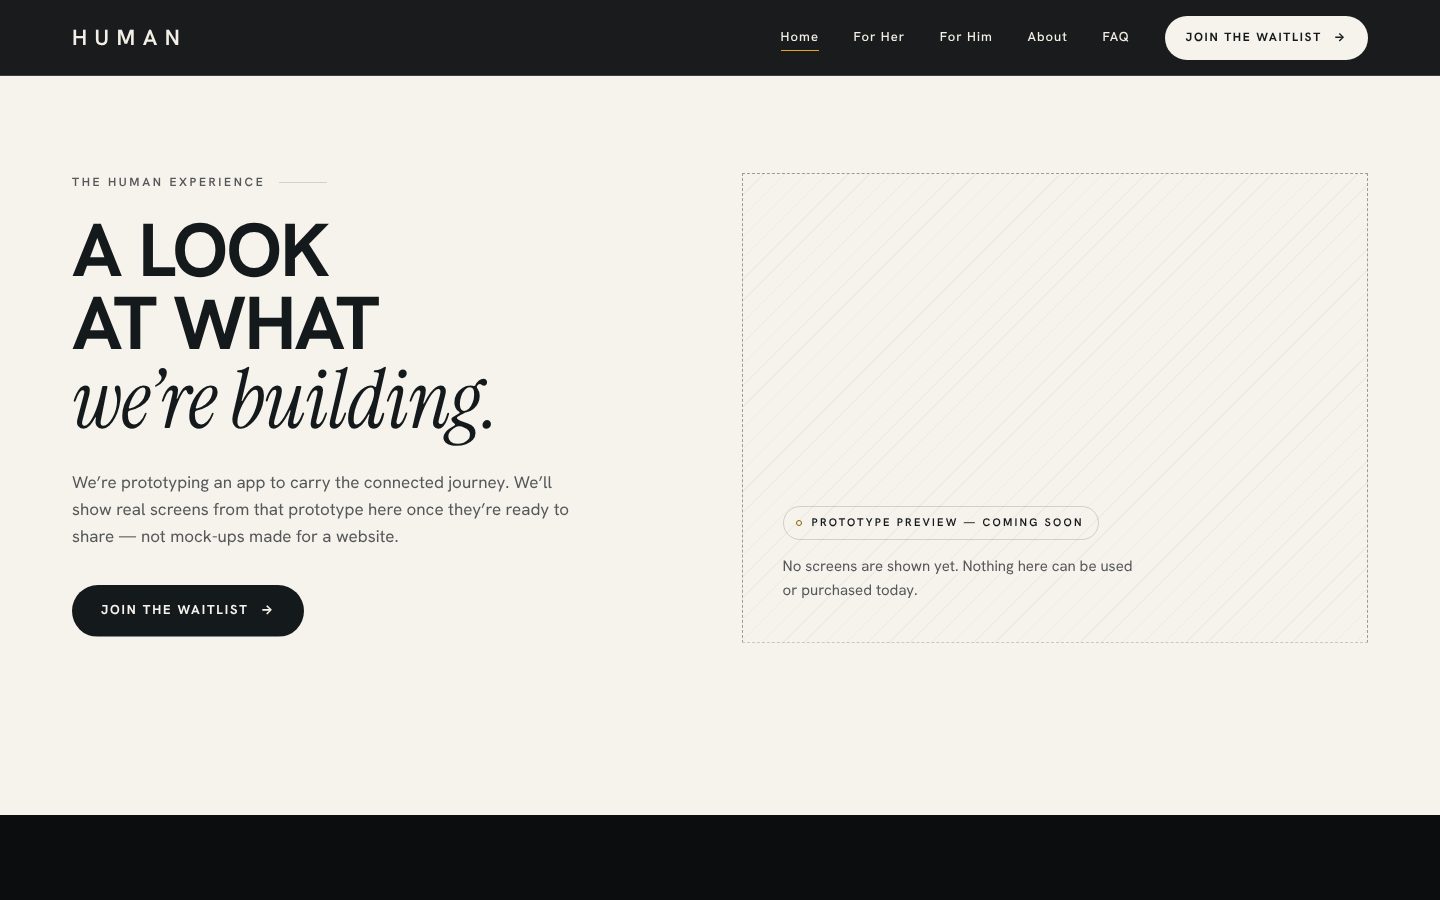 HUMAN
Home
For Her
For Him
About
FAQ
JOIN THE WAITLIST →
THE HUMAN EXPERIENCE
A LOOK
AT WHAT
we’re building.
We’re prototyping an app to carry the connected journey. We’ll
show real screens from that prototype here once they’re ready to
share — not mock-ups made for a website.
JOIN THE WAITLIST →
PROTOTYPE PREVIEW — COMING SOON
No screens are shown yet. Nothing here can be used
or purchased today.